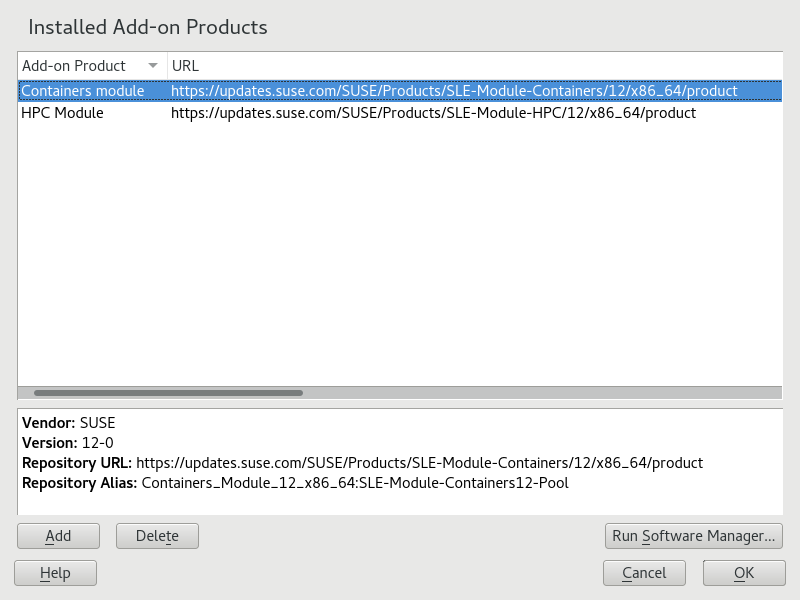 Installed Add-on Products
Add-on Product URL
Containers module https://updates.suse.com/SUSE/Products/SLE-Module-Containers/12/x86_64/product
HPC Module https://updates.suse.com/SUSE/Products/SLE-Module-HPC/12/x86_64/product
Vendor: SUSE
Version: 12-0
Repository URL: https://updates.suse.com/SUSE/Products/SLE-Module-Containers/12/x86_64/product
Repository Alias: Containers_Module_12_x86_64:SLE-Module-Containers12-Pool
Add Delete Run Software Manager...
Help Cancel OK